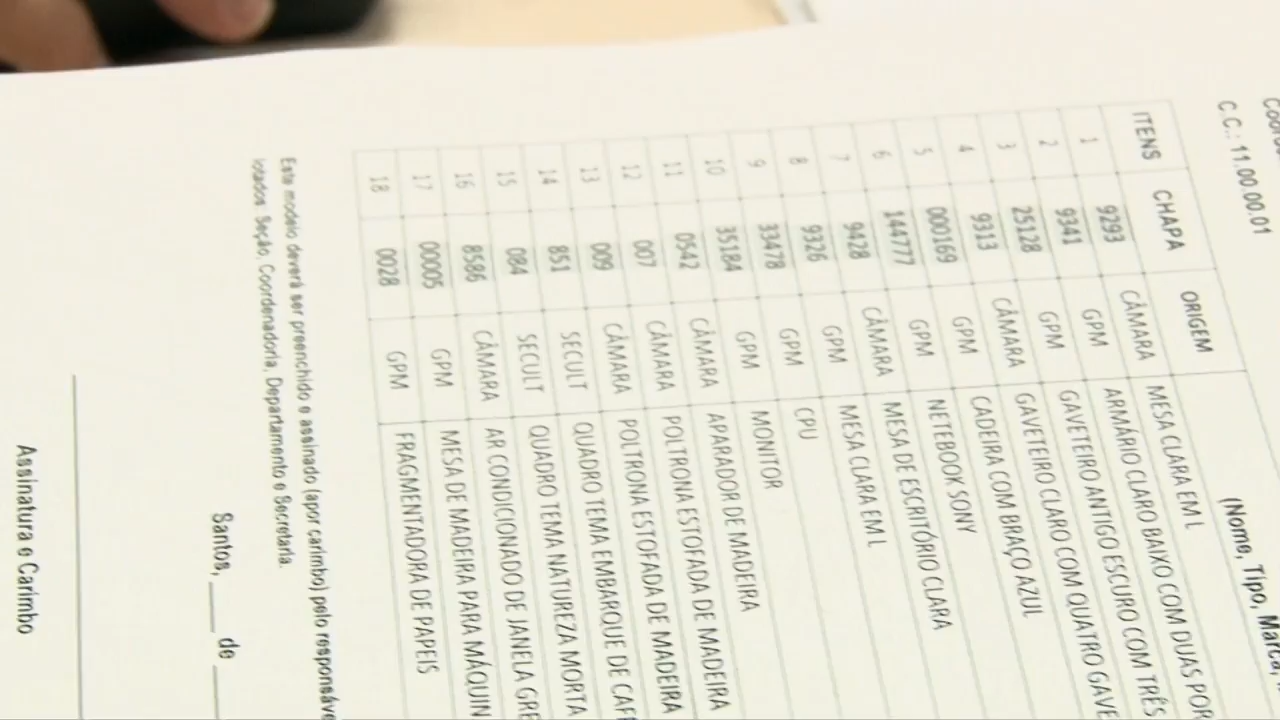 C.C.: 11.00.00.01
(Nome, Tipo, Marca,
ITENS CHAPA ORIGEM
1 9293 CÂMARA MESA CLARA EM L
2 9341 GPM ARMÁRIO CLARO BAIXO COM DUAS POR
3 25128 GPM GAVETEIRO ANTIGO ESCURO COM TRÊS
4 9313 CÂMARA GAVETEIRO CLARO COM QUATRO GAVE
5 000169 GPM CADEIRA COM BRAÇO AZUL
6 144777 GPM NETEBOOK SONY
7 9428 CÂMARA MESA DE ESCRITÓRIO CLARA
8 9326 GPM MESA CLARA EM L
9 33478 GPM CPU
10 35184 GPM MONITOR
11 0542 CÂMARA APARADOR DE MADEIRA
12 007 CÂMARA POLTRONA ESTOFADA DE MADEIRA
13 009 CÂMARA POLTRONA ESTOFADA DE MADEIRA
14 851 SECULT QUADRO TEMA EMBARQUE DE CAF
15 084 SECULT QUADRO TEMA NATUREZA MORTA
16 8586 CÂMARA AR CONDICIONADO DE JANELA GRE
17 00005 GPM MESA DE MADEIRA PARA MÁQUIN
18 0028 GPM FRAGMENTADORA DE PAPEIS
Este modelo deverá ser preenchido e assinado (apor carimbo) pelo responsáve
lotados Seção, Coordenadoria, Departamento e Secretaria.
Santos, ____ de ____
Assinatura e Carimbo